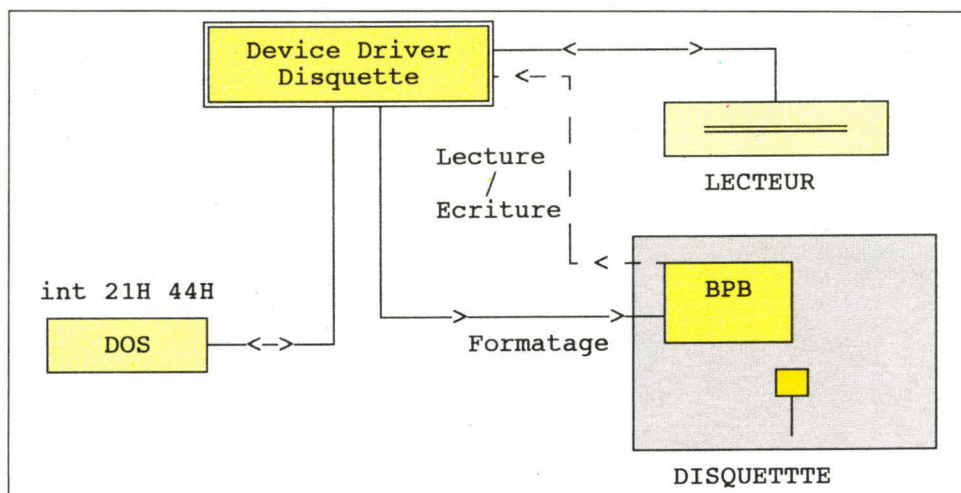 Device Driver
Disquette
Lecture
/
Ecriture
LECTEUR
int 21H 44H
DOS
BPB
Formatage
DISQUETTTE